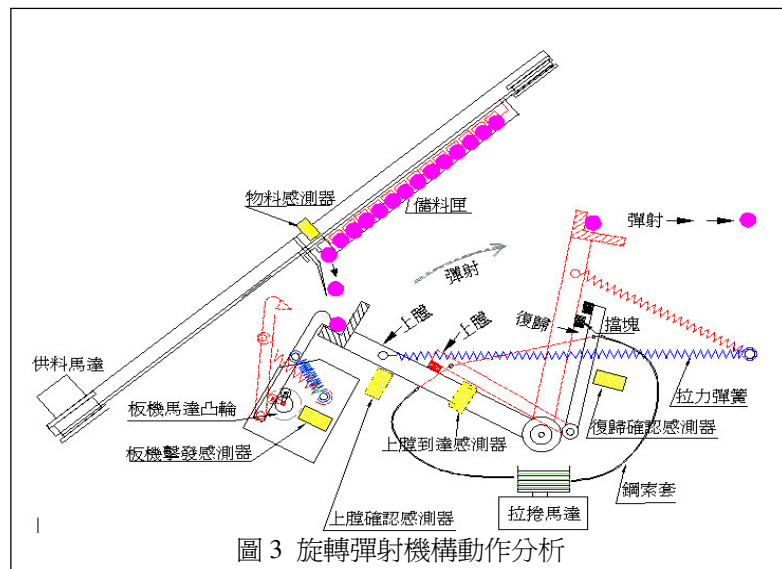 物料感測器
儲料匣
彈射
彈射
上膛
上膛
復歸
擋塊
供料馬達
拉力彈簧
板機馬達凸輪
上膛到達感測器
復歸確認感測器
板機擊發感測器
鋼索套
上膛確認感測器
拉捲馬達
圖 3 旋轉彈射機構動作分析